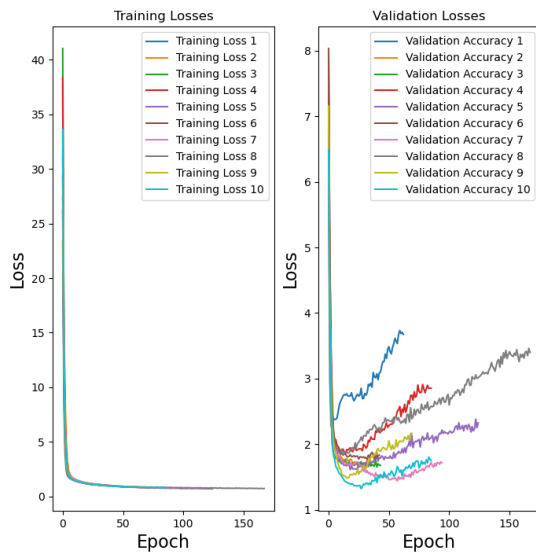 Training Losses
Loss
40
35
30
25
20
15
10
5
0
Training Loss 1
Training Loss 2
Training Loss 3
Training Loss 4
Training Loss 5
Training Loss 6
Training Loss 7
Training Loss 8
Training Loss 9
Training Loss 10
0 50 100 150
Epoch
Validation Losses
Loss
8
7
6
5
4
3
2
1
Validation Accuracy 1
Validation Accuracy 2
Validation Accuracy 3
Validation Accuracy 4
Validation Accuracy 5
Validation Accuracy 6
Validation Accuracy 7
Validation Accuracy 8
Validation Accuracy 9
Validation Accuracy 10
0 50 100 150
Epoch